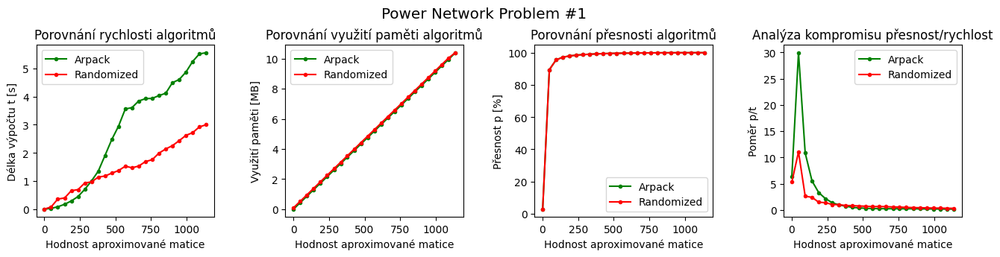 Power Network Problem #1
Porovnání rychlosti algoritmů
Arpack
Randomized
Délka výpočtu t [s]
5
4
3
2
1
0
0 250 500 750 1000
Hodnost aproximované matice
Porovnání využití paměti algoritmů
Arpack
Randomized
Využití paměti [MB]
10
8
6
4
2
0
0 250 500 750 1000
Hodnost aproximované matice
Porovnání přesnosti algoritmů
Přesnost p [%]
100
80
60
40
20
0
Arpack
Randomized
0 250 500 750 1000
Hodnost aproximované matice
Analýza kompromisu přesnost/rychlost
Arpack
Randomized
Poměr p/t
30
25
20
15
10
5
0
0 250 500 750 1000
Hodnost aproximované matice